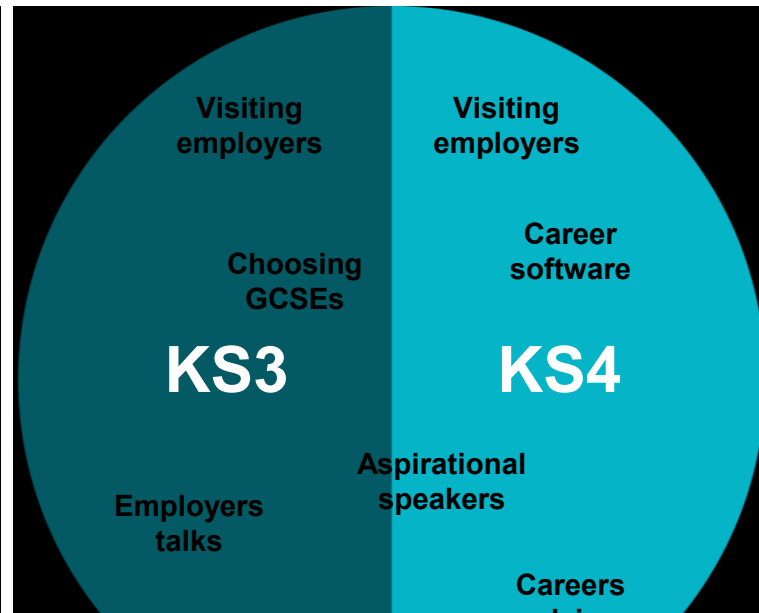 Visiting
employers
Visiting
employers
Career
software
Choosing
GCSEs
KS3
KS4
Aspirational
speakers
Employers
talks
Careers